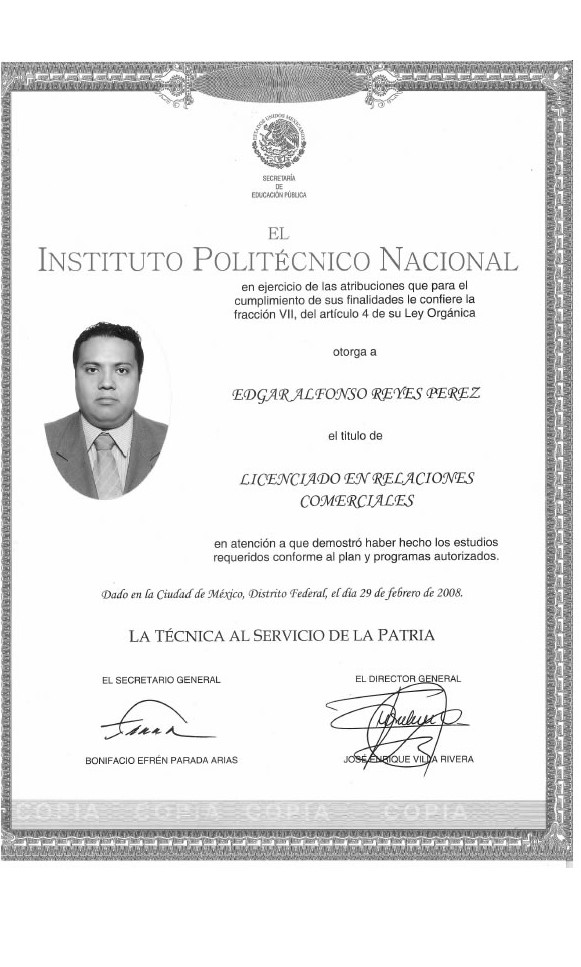 ESTADOS UNIDOS MEXICANOS
SECRETARÍA
DE
EDUCACIÓN PÚBLICA
EL
INSTITUTO POLITÉCNICO NACIONAL
en ejercicio de las atribuciones que para el
cumplimiento de sus finalidades le confiere la
fracción VII, del artículo 4 de su Ley Orgánica
otorga a
EDGAR ALFONSO REYES PEREZ
el titulo de
LICENCIADO EN RELACIONES
COMERCIALES
en atención a que demostró haber hecho los estudios
requeridos conforme al plan y programas autorizados.
Dado en la Ciudad de México, Distrito Federal, el día 29 de febrero de 2008.
LA TÉCNICA AL SERVICIO DE LA PATRIA
EL SECRETARIO GENERAL
EL DIRECTOR GENERAL
BONIFACIO EFRÉN PARADA ARIAS
JOSÉ ENRIQUE VILLA RIVERA
COPIA COPIA COPIA COPIA